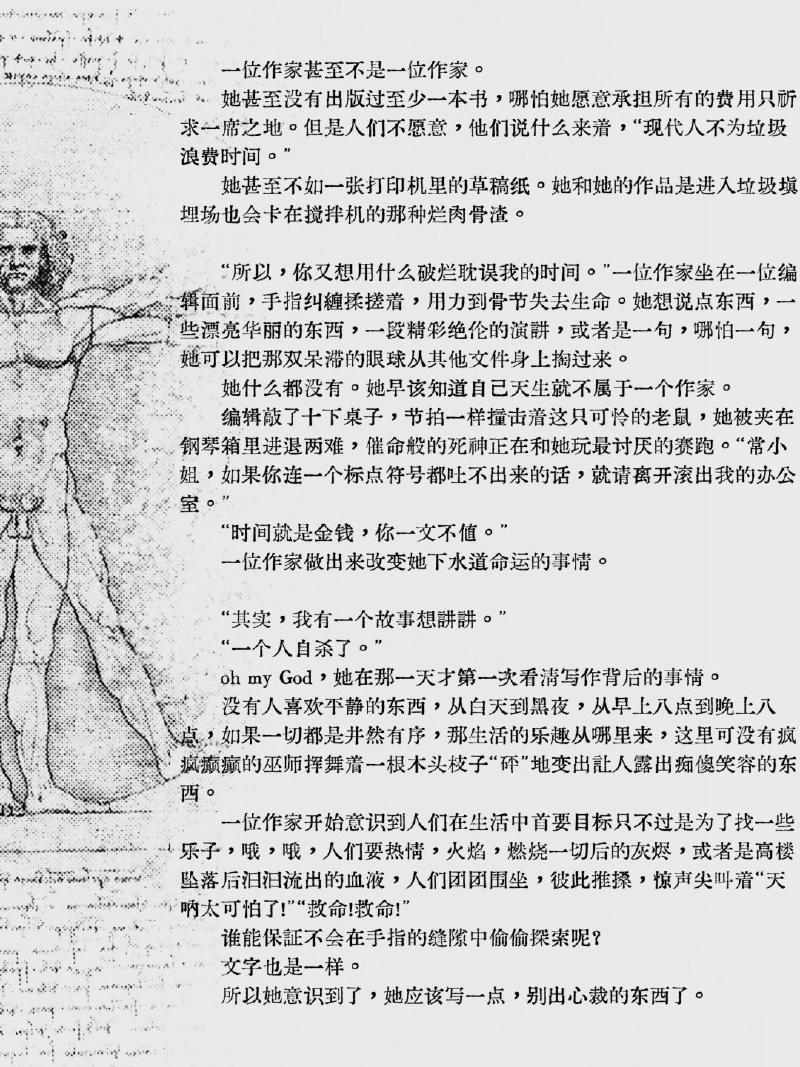 一位作家甚至不是一位作家。
她甚至没有出版过至少一本书，哪怕她愿意承担所有的费用只祈
求一席之地。但是人们不愿意，他们说什么来着，“现代人不为垃圾
浪费时间。”
她甚至不如一张打印机里的草稿纸。她和她的作品是进入垃圾填
埋场也会卡在搅拌机的那种烂肉骨渣。
“所以，你又想用什么破烂耽误我的时间。”一位作家坐在一位编
辑面前，手指纠缠揉搓着，用力到骨节失去生命。她想说点东西，一
些漂亮华丽的东西，一段精彩绝伦的演講，或者是一句，哪怕一句，
她可以把那双呆滞的眼球从其他文件身上掏过来。
她什么都没有。她早该知道自己天生就不属于一个作家。
编辑敲了十下桌子，节拍一样撞击着这只可怜的老鼠，她被夹在
钢琴箱里进退两难，催命般的死神正在和她玩最讨厌的赛跑。“常小
姐，如果你连一个标点符号都吐不出来的话，就请离开滚出我的办公
室。”
“时间就是金钱，你一文不值。”
一位作家做出来改变她下水道命运的事情。
“其实，我有一个故事想講講。”
“一个人自杀了。”
oh my God，她在那一天才第一次看清写作背后的事情。
没有人喜欢平静的东西，从白天到黑夜，从早上八点到晚上八
点，如果一切都是井然有序，那生活的乐趣从哪里来，这里可没有疯
疯癫癫的巫师挥舞着一根木头枝子“砰”地变出让人露出痴傻笑容的东
西。
一位作家开始意识到人们在生活中首要目标只不过是为了找一些
乐子，哦，哦，人们要热情，火焰，燃烧一切后的灰烬，或者是高楼
坠落后汩汩流出的血液，人们团团围坐，彼此推搡，惊声尖叫着“天
呐太可怕了!”“救命!救命!”
谁能保証不会在手指的缝隙中偷偷探索呢?
文字也是一样。
所以她意识到了，她应该写一点，别出心裁的东西了。